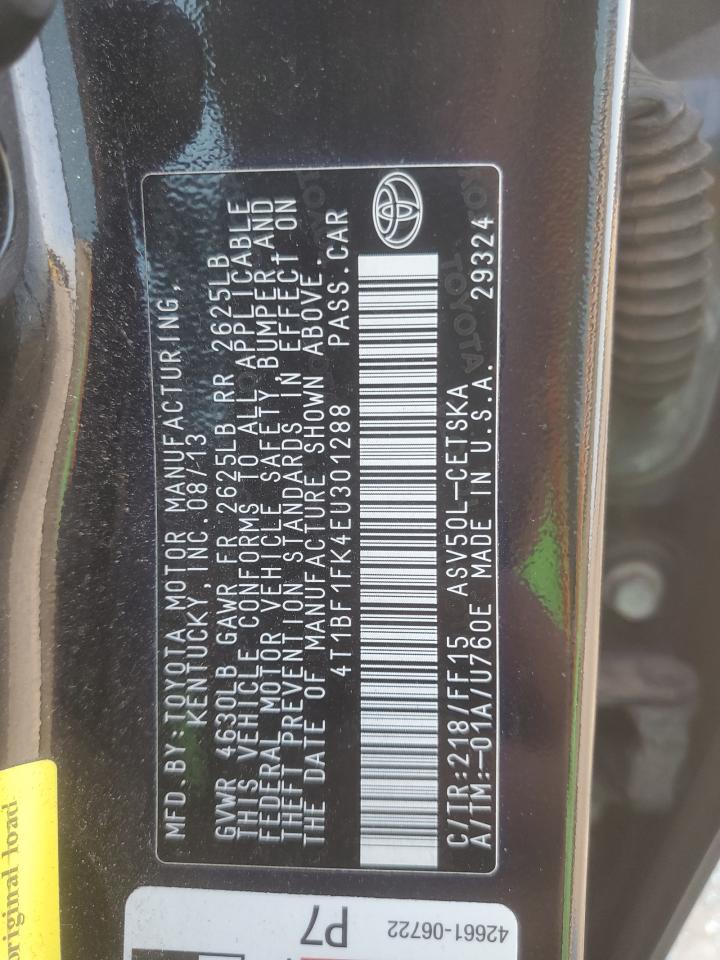 MFD. BY: TOYOTA MOTOR MANUFACTURING,
KENTUCKY, INC. 08/13
GVWR 4630LB GAWR FR 2625LB RR 2625LB
THIS VEHICLE CONFORMS TO ALL APPLICABLE
FEDERAL MOTOR VEHICLE SAFETY, BUMPER, AND
THEFT PREVENTION STANDARDS IN EFFECT ON
THE DATE OF MANUFACTURE SHOWN ABOVE.
4T1BF1FK4EU301288 PASS.CAR
C/TR:218/FF15 ASV50L-CETSKA
A/TM:-01A/U760E MADE IN U.S.A. 29324
TOYOTA
original load
P7
42661-06722